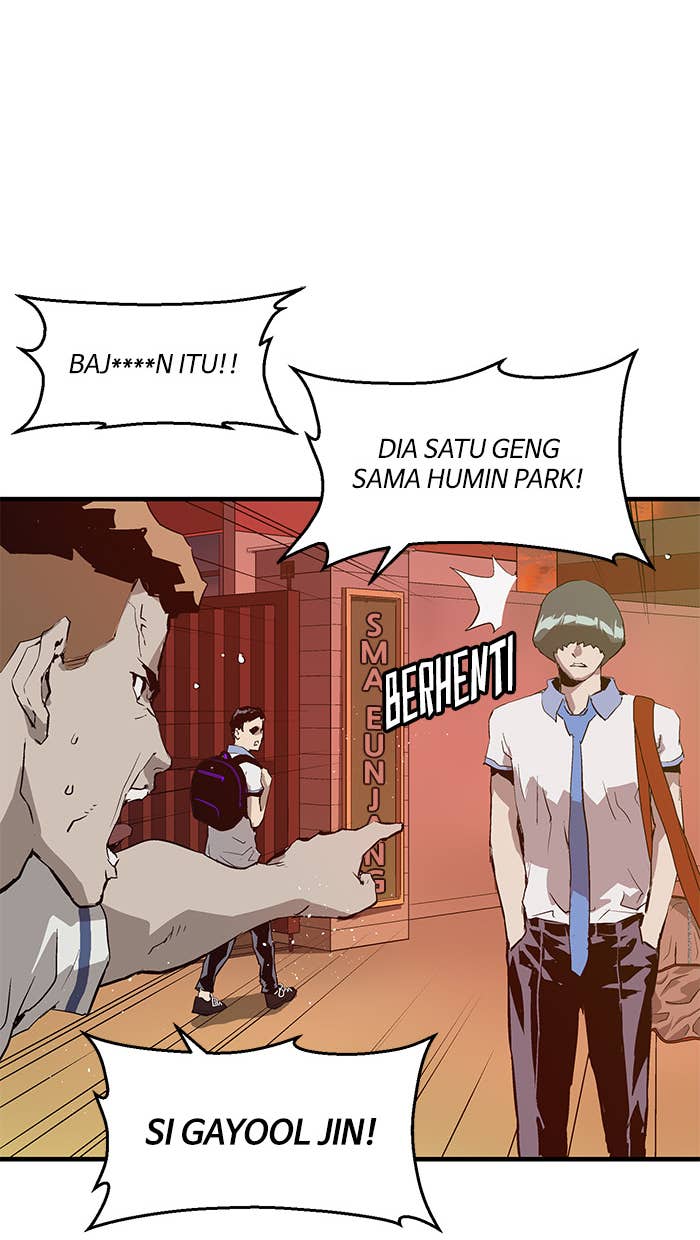 BAJ****N ITU!!
DIA SATU GENG
SAMA HUMIN PARK!
SMA EUNJANG
BERHENTI
SI GAYOOL JIN!